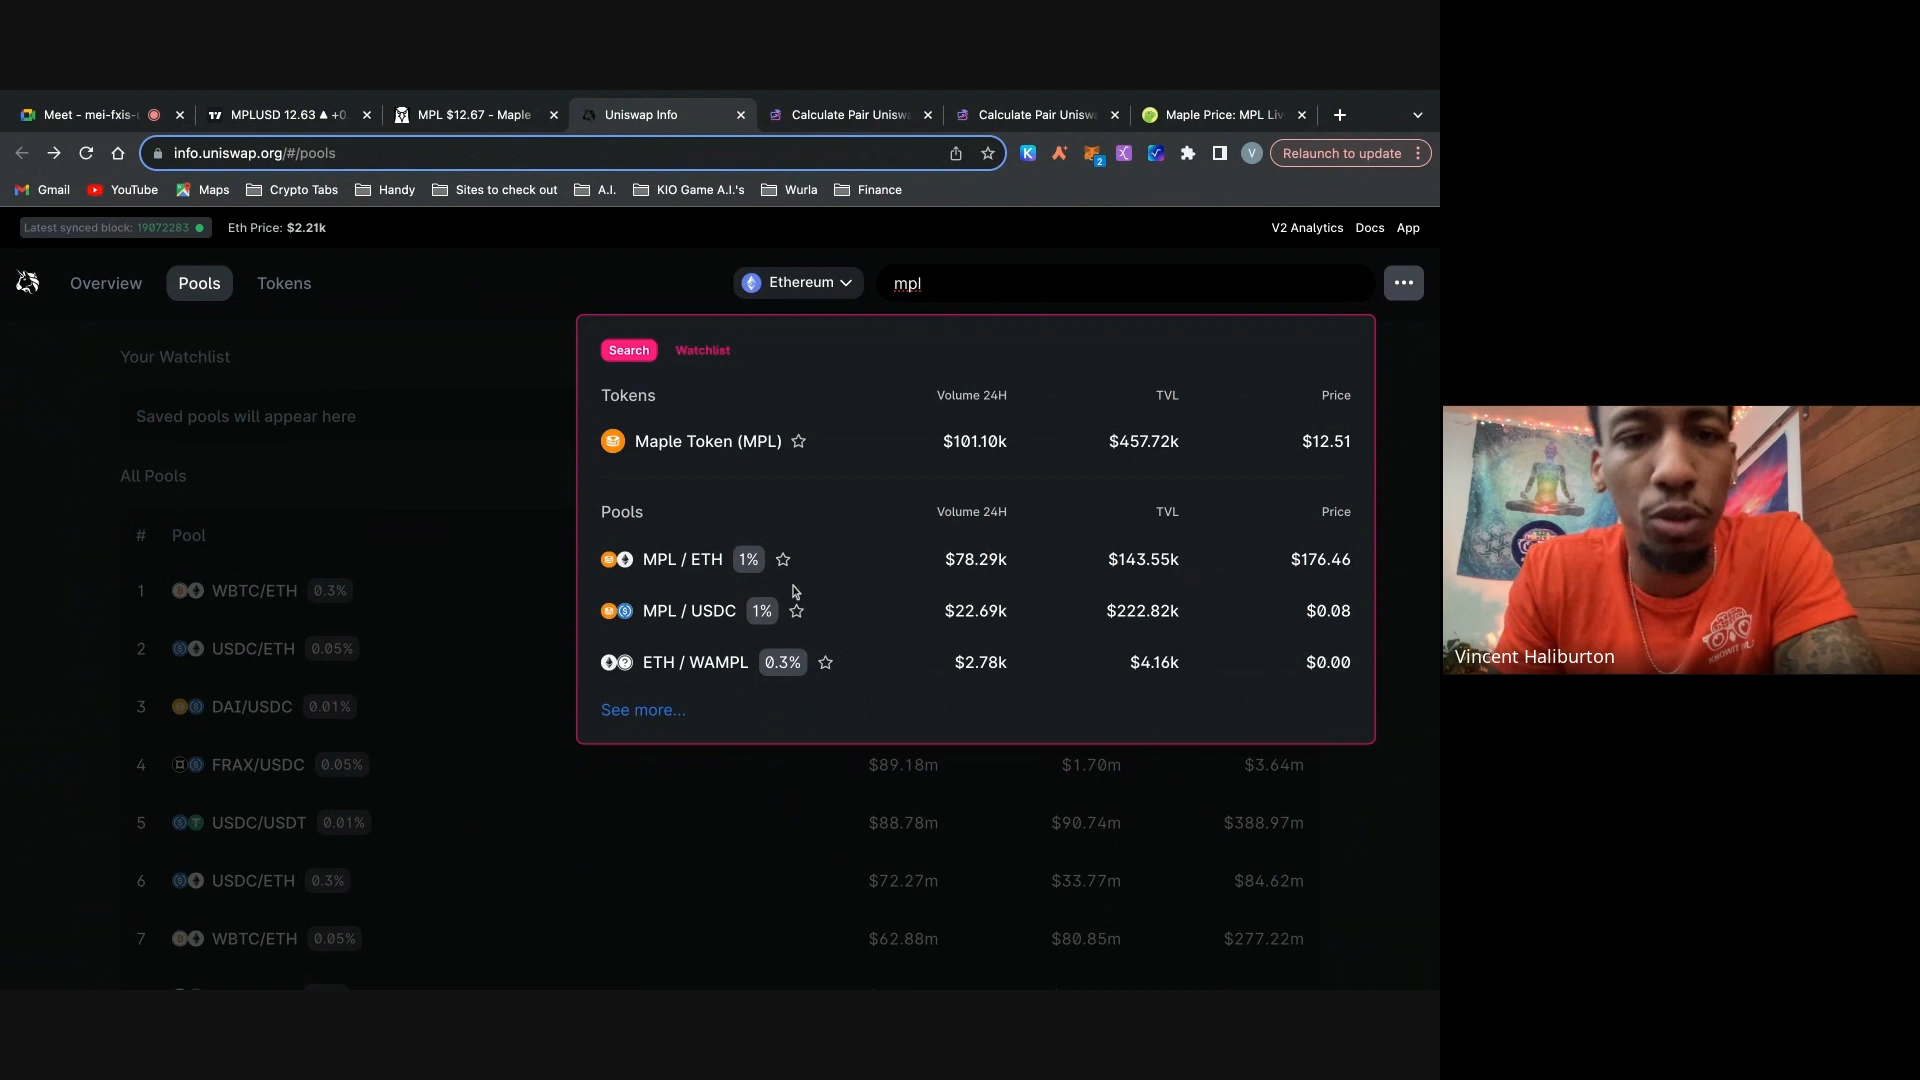 Meet - mei-fxis-
MPLUSD 12.63 ▲ +0
MPL $12.67 - Maple
Uniswap Info
Calculate Pair Unisw
Calculate Pair Unisw
Maple Price: MPL Liv
info.uniswap.org/#/pools
2
V
Relaunch to update
Gmail
YouTube
Maps
Crypto Tabs
Handy
Sites to check out
A.I.
KIO Game A.I.'s
Wurla
Finance
Latest synced block: 19072283
Eth Price: $2.21k
V2 Analytics Docs App
Overview Pools Tokens
Ethereum
mpl
Your Watchlist
Saved pools will appear here
All Pools
Search Watchlist
Tokens Volume 24H TVL Price
Maple Token (MPL) $101.10k $457.72k $12.51
Pools Volume 24H TVL Price
MPL / ETH 1% $78.29k $143.55k $176.46
MPL / USDC 1% $22.69k $222.82k $0.08
ETH / WAMPL 0.3% $2.78k $4.16k $0.00
See more...
# Pool
1 WBTC/ETH 0.3%
2 USDC/ETH 0.05%
3 DAI/USDC 0.01%
4 FRAX/USDC 0.05% $89.18m $1.70m $3.64m
5 USDC/USDT 0.01% $88.78m $90.74m $388.97m
6 USDC/ETH 0.3% $72.27m $33.77m $84.62m
7 WBTC/ETH 0.05% $62.88m $80.85m $277.22m
Vincent Haliburton